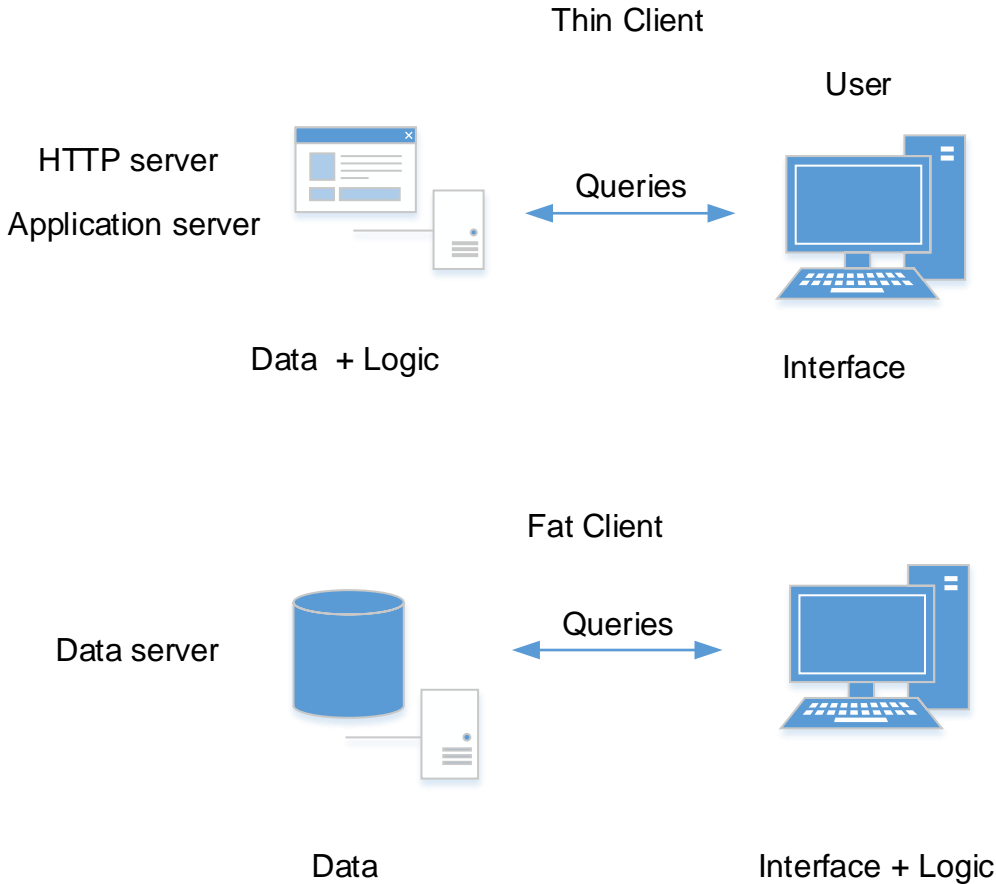 Thin Client
User
HTTP server
Application server
Queries
Data + Logic
Interface
Fat Client
Data server
Queries
Data
Interface + Logic